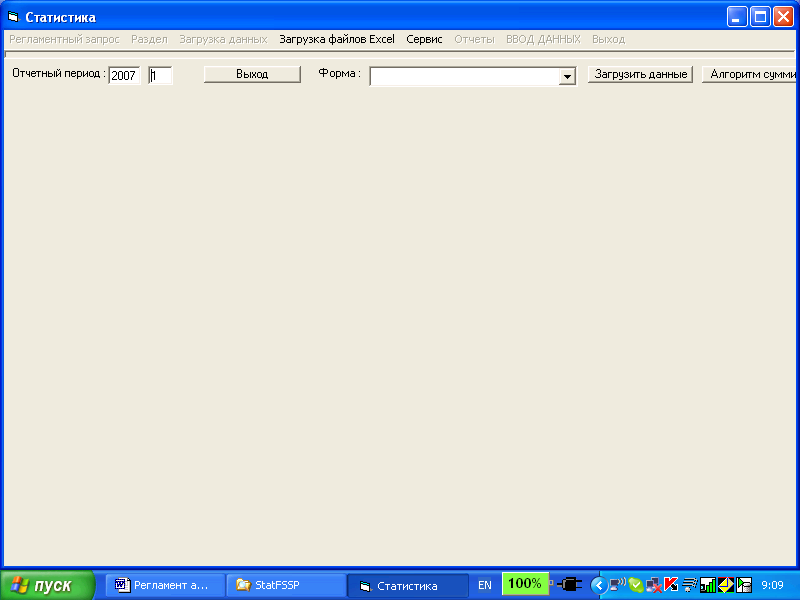 Статистика
Регламентный запрос Раздел Загрузка данных Загрузка файлов Excel Сервис Отчеты ВВОД ДАННЫХ Выход
Отчетный период : 2007 1 Выход Форма : Загрузить данные Алгоритм сумми
пуск Регламент а... StatFSSP Статистика EN 100% 9:09